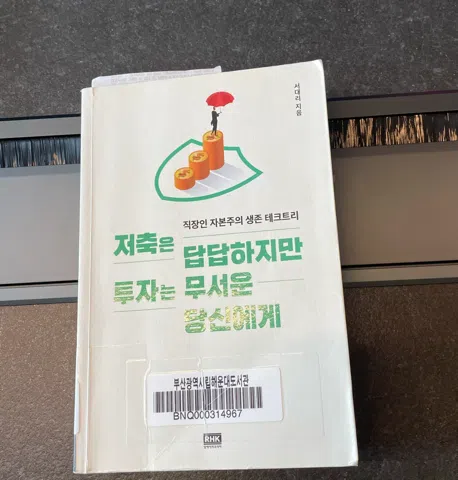 서대리 지음
직장인 자본주의 생존 테크트리
저축은 답답하지만
투자는 무서운
당신에게
부산광역시립해운대도서관
BNQ000314967
RHK